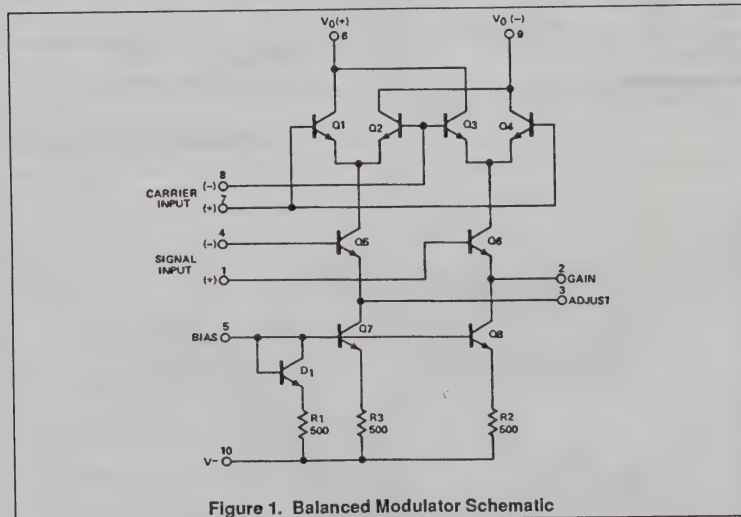 V0(+)
6
V0(-)
9
Q1
Q2
Q3
Q4
8
(-)
CARRIER
INPUT
7
(+)
4
(-)
Q5
Q6
SIGNAL
INPUT
1
(+)
2
GAIN
3
ADJUST
5
BIAS
Q7
Q8
D1
R1
500
R3
500
R2
500
10
V-
Figure 1. Balanced Modulator Schematic